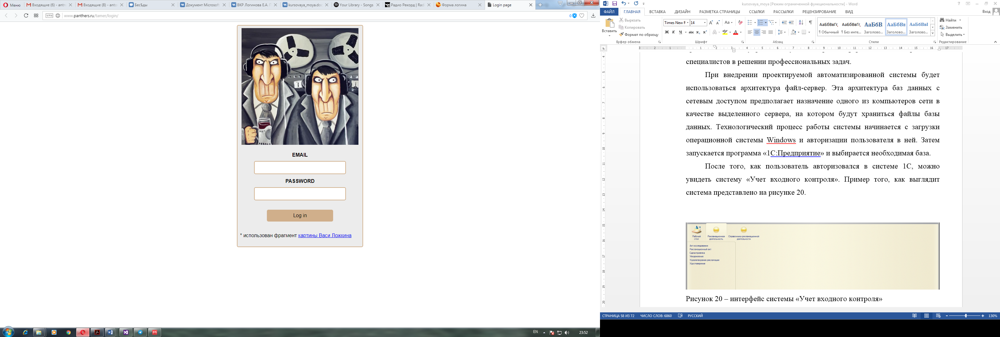 Меню
Входящие (6) - antn
Входящие (8) - anto
БесЪды
Документ Microsoft
ВКР Логинова Е.А. П
kursovaya_moya.doc
Your Library - Songs
Радио Рекорд | Radi
Форма логина
Login page
VPN
www.panthers.ru/tamer/login/
0
EMAIL
PASSWORD
Log in
* использован фрагмент картины Васи Ложкина
EN
23:52
kursovaya_moya [Режим ограниченной функциональности] - Word
ФАЙЛ ГЛАВНАЯ ВСТАВКА ДИЗАЙН РАЗМЕТКА СТРАНИЦЫ ССЫЛКИ РАССЫЛКИ РЕЦЕНЗИРОВАНИЕ ВИД
Вход
Вставить
Вырезать
Копировать
Формат по образцу
Буфер обмена
Times New F
14
Шрифт
Абзац
АаБбВвГг, АаБбВвГг, АаБбВ АаБбВв АаБбВвІ
¶ Обычный ¶ Без инте... Заголово... Заголово... Заголово...
Стили
Найти
Заменить
Выделить
Редактирование
специалистов в решении профессиональных задач.
При внедрении проектируемой автоматизированной системы будет
использоваться архитектура файл-сервер. Эта архитектура баз данных с
сетевым доступом предполагает назначение одного из компьютеров сети в
качестве выделенного сервера, на котором будут храниться файлы базы
данных. Технологический процесс работы системы начинается с загрузки
операционной системы Windows и авторизации пользователя в ней. Затем
запускается программа «1С:Предприятие» и выбирается необходимая база.
После того, как пользователь авторизовался в системе 1С, можно
увидеть систему «Учет входного контроля». Пример того, как выглядит
система представлено на рисунке 20.
Рабочий стол
Рекламационная деятельность
Справочники рекламационной деятельности
Акт исследования
Рекламационный акт
Сдача-приемка
Уведомления
Удовлетворение рекламации
Удостоверение
Рисунок 20 – интерфейс системы «Учет входного контроля»
СТРАНИЦА 58 ИЗ 72 ЧИСЛО СЛОВ: 6860 РУССКИЙ
130%